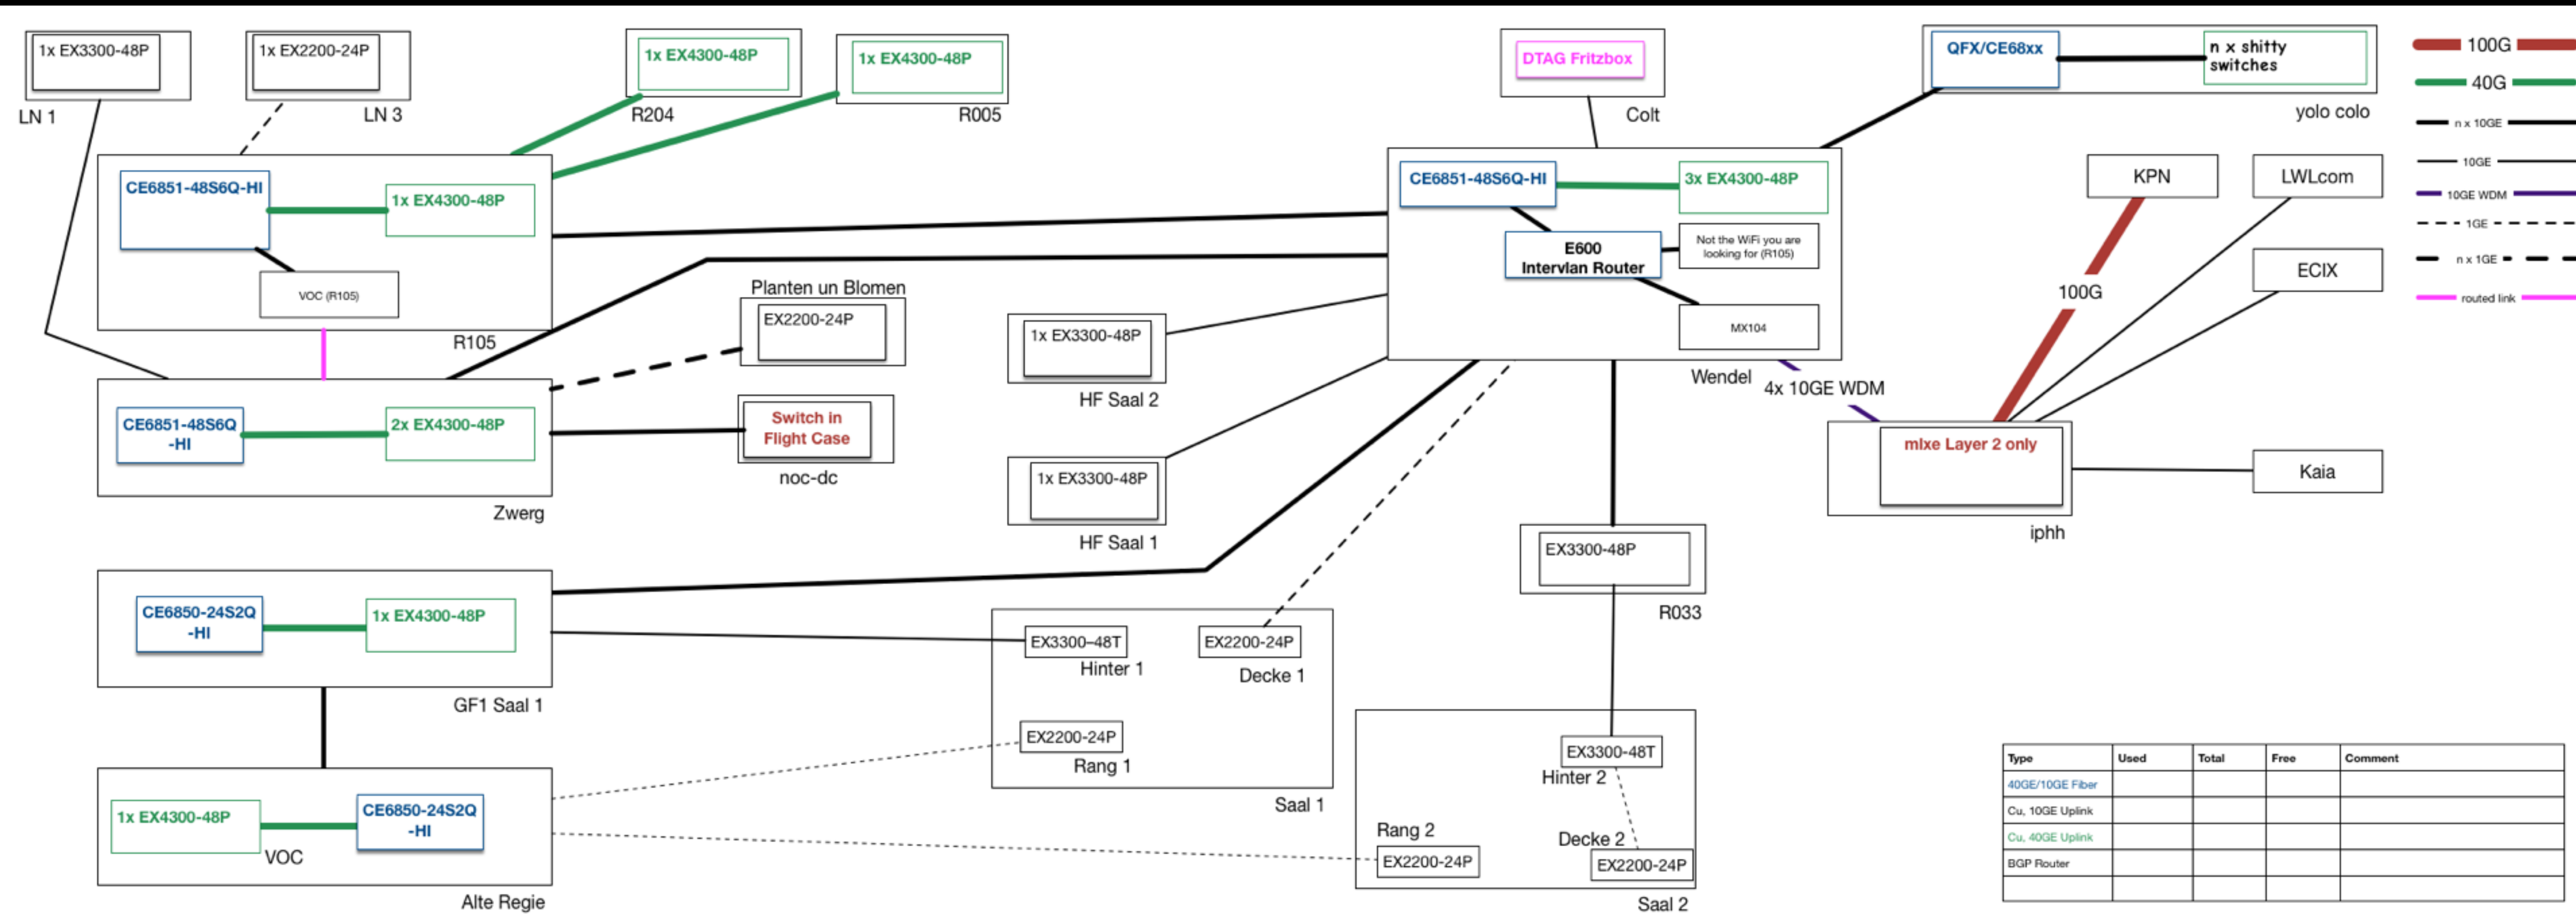 1x EX3300-48P
LN 1
1x EX2200-24P
LN 3
1x EX4300-48P
R204
1x EX4300-48P
R005
DTAG Fritzbox
Colt
QFX/CE68xx
n x shitty
switches
yolo colo
100G
40G
n x 10GE
10GE
10GE WDM
1GE
n x 1GE
routed link
CE6851-48S6Q-HI
1x EX4300-48P
VOC (R105)
R105
CE6851-48S6Q-HI
3x EX4300-48P
E600
Intervlan Router
Not the WiFi you are
looking for (R105)
MX104
Wendel
4x 10GE WDM
KPN
LWLcom
ECIX
100G
Kaia
mlxe Layer 2 only
iphh
Planten un Blomen
EX2200-24P
Switch in
Flight Case
noc-dc
CE6851-48S6Q
-HI
2x EX4300-48P
Zwerg
1x EX3300-48P
HF Saal 2
1x EX3300-48P
HF Saal 1
EX3300-48P
R033
CE6850-24S2Q
-HI
1x EX4300-48P
GF1 Saal 1
EX3300–48T
Hinter 1
EX2200-24P
Decke 1
EX2200-24P
Rang 1
Saal 1
1x EX4300-48P
VOC
CE6850-24S2Q
-HI
Alte Regie
EX3300-48T
Hinter 2
Rang 2
EX2200-24P
Decke 2
EX2200-24P
Saal 2
Type Used Total Free Comment
40GE/10GE Fiber
Cu, 10GE Uplink
Cu, 40GE Uplink
BGP Router